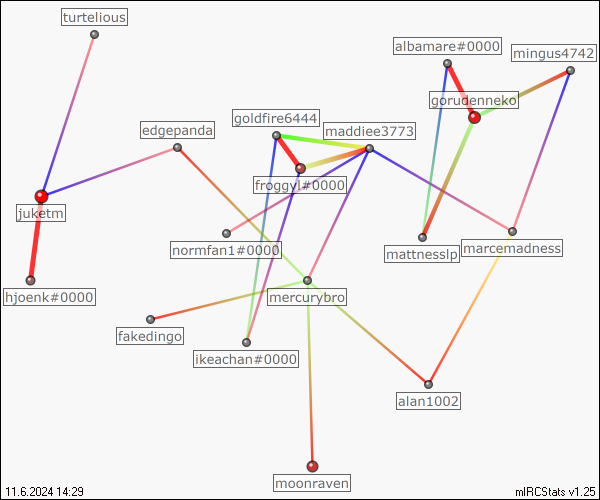 turtelious
albamare#0000
mingus4742
gorudenneko
goldfire6444
edgepanda
maddiee3773
froggyl#0000
juketm
normfan1#0000
mattnesslp
marcemadness
hjoenk#0000
mercurybro
fakedingo
ikeachan#0000
alan1002
moonraven
11.6.2024 14:29
mIRCStats v1.25